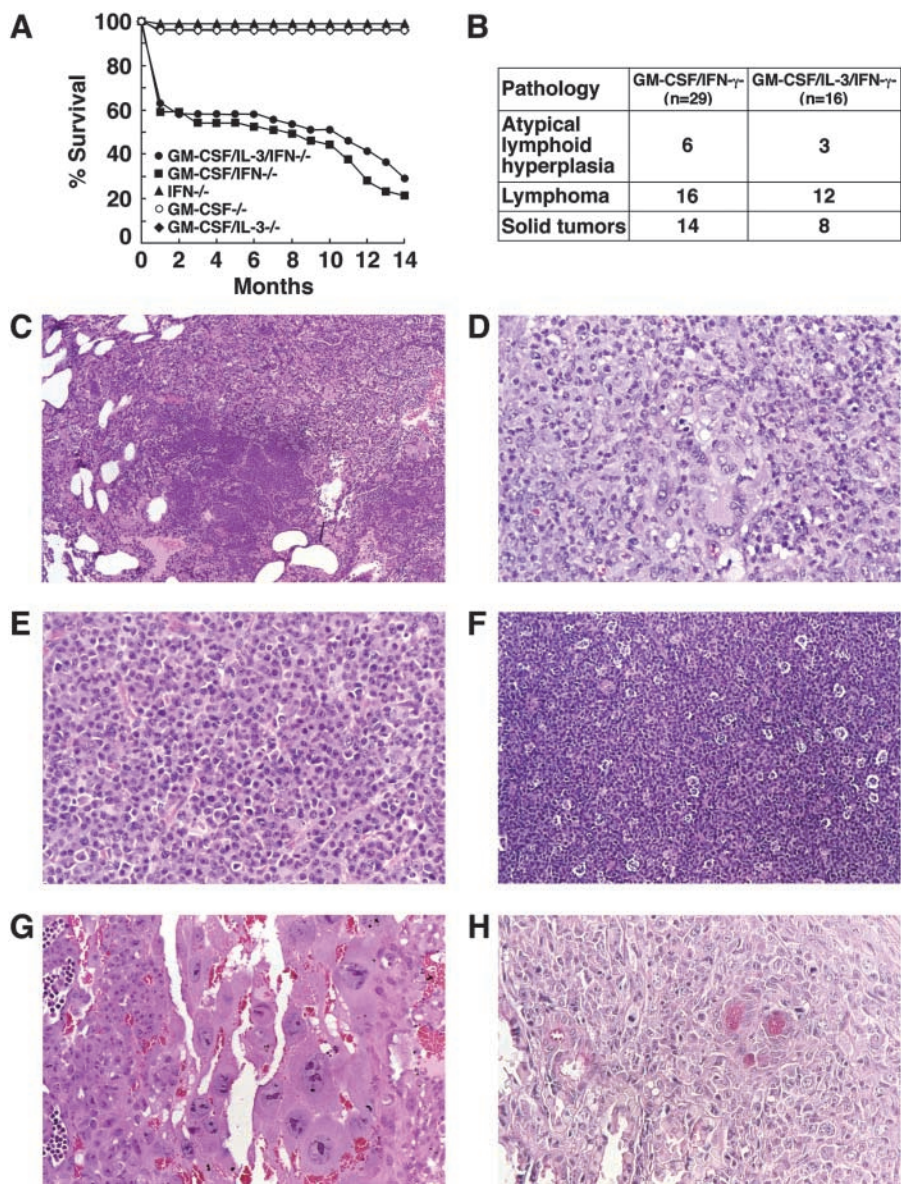 A
100
80
60
40
20
0
% Survival
GM-CSF/IL-3/IFN-/-
GM-CSF/IFN-/-
IFN-/-
GM-CSF-/-
GM-CSF/IL-3-/-
0 2 4 6 8 10 12 14
Months
B
Pathology GM-CSF/IFN-γ- GM-CSF/IL-3/IFN-γ-
(n=29) (n=16)
Atypical
lymphoid
hyperplasia 6 3
Lymphoma 16 12
Solid tumors 14 8
C
D
E
F
G
H